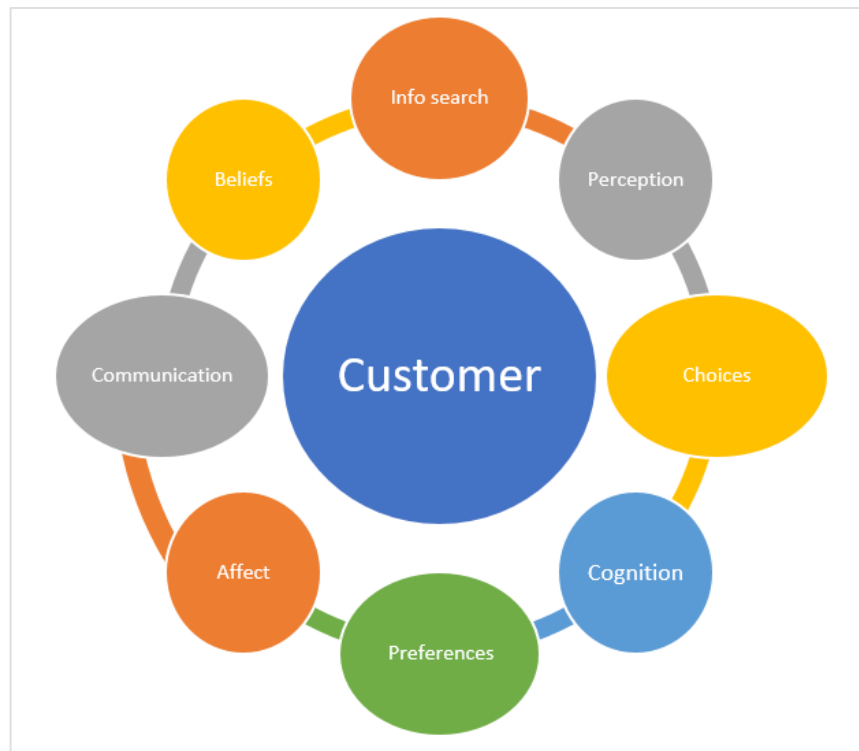 Info search
Beliefs
Perception
Communication
Customer
Choices
Affect
Cognition
Preferences